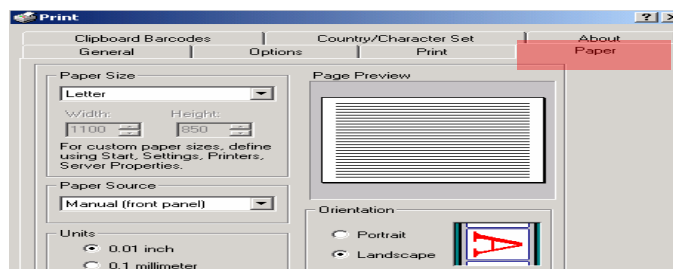 Print
Clipboard Barcodes Country/Character Set About
General Options Print Paper
Paper Size
Letter
Width: Height:
1100 850
For custom paper sizes, define
using Start, Settings, Printers,
Server Properties.
Paper Source
Manual (front panel)
Units
0.01 inch
0.1 millimeter
Page Preview
Orientation
Portrait
Landscape
A